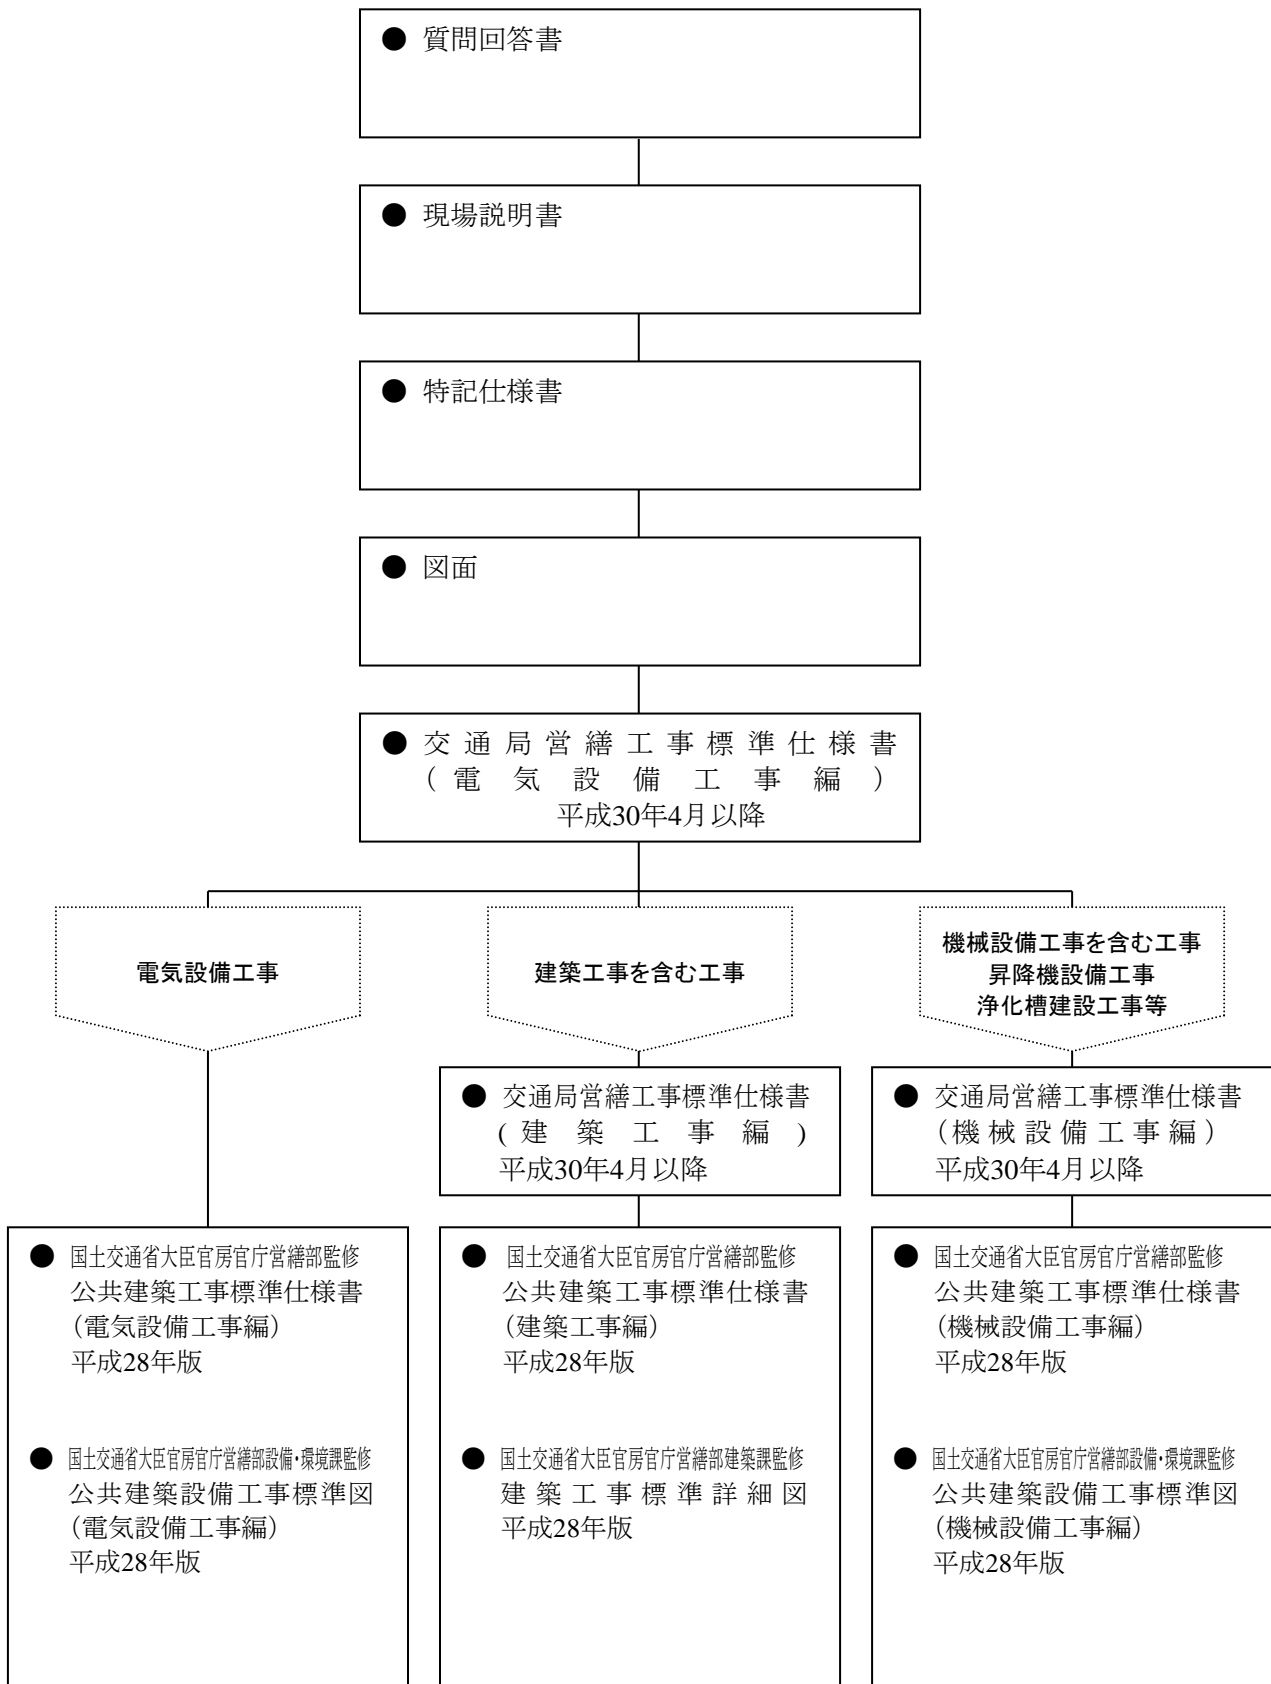 ● 質問回答書
● 現場説明書
● 特記仕様書
● 図面
● 交通局営繕工事標準仕様書
（電気設備工事編）
平成30年4月以降
電気設備工事
建築工事を含む工事
機械設備工事を含む工事
昇降機設備工事
浄化槽建設工事等
● 交通局営繕工事標準仕様書
(建築工事編)
平成30年4月以降
● 交通局営繕工事標準仕様書
（機械設備工事編）
平成30年4月以降
● 国土交通省大臣官房官庁営繕部監修
公共建築工事標準仕様書
（電気設備工事編）
平成28年版
● 国土交通省大臣官房官庁営繕部設備・環境課監修
公共建築設備工事標準図
（電気設備工事編）
平成28年版
● 国土交通省大臣官房官庁営繕部監修
公共建築工事標準仕様書
（建築工事編）
平成28年版
● 国土交通省大臣官房官庁営繕部建築課監修
建築工事標準詳細図
平成28年版
● 国土交通省大臣官房官庁営繕部監修
公共建築工事標準仕様書
（機械設備工事編）
平成28年版
● 国土交通省大臣官房官庁営繕部設備・環境課監修
公共建築設備工事標準図
（機械設備工事編）
平成28年版